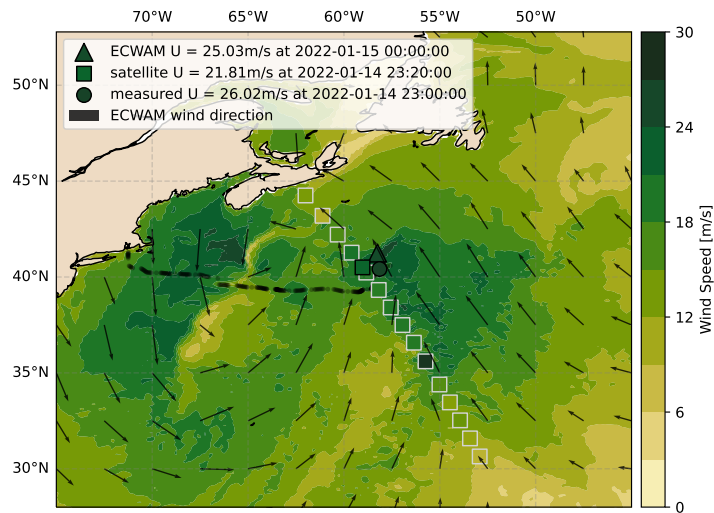 70°W 65°W 60°W 55°W 50°W
ECWAM U = 25.03m/s at 2022-01-15 00:00:00
satellite U = 21.81m/s at 2022-01-14 23:20:00
measured U = 26.02m/s at 2022-01-14 23:00:00
ECWAM wind direction
50°N
45°N
40°N
35°N
30°N
30
24
18
12
6
0
Wind Speed [m/s]